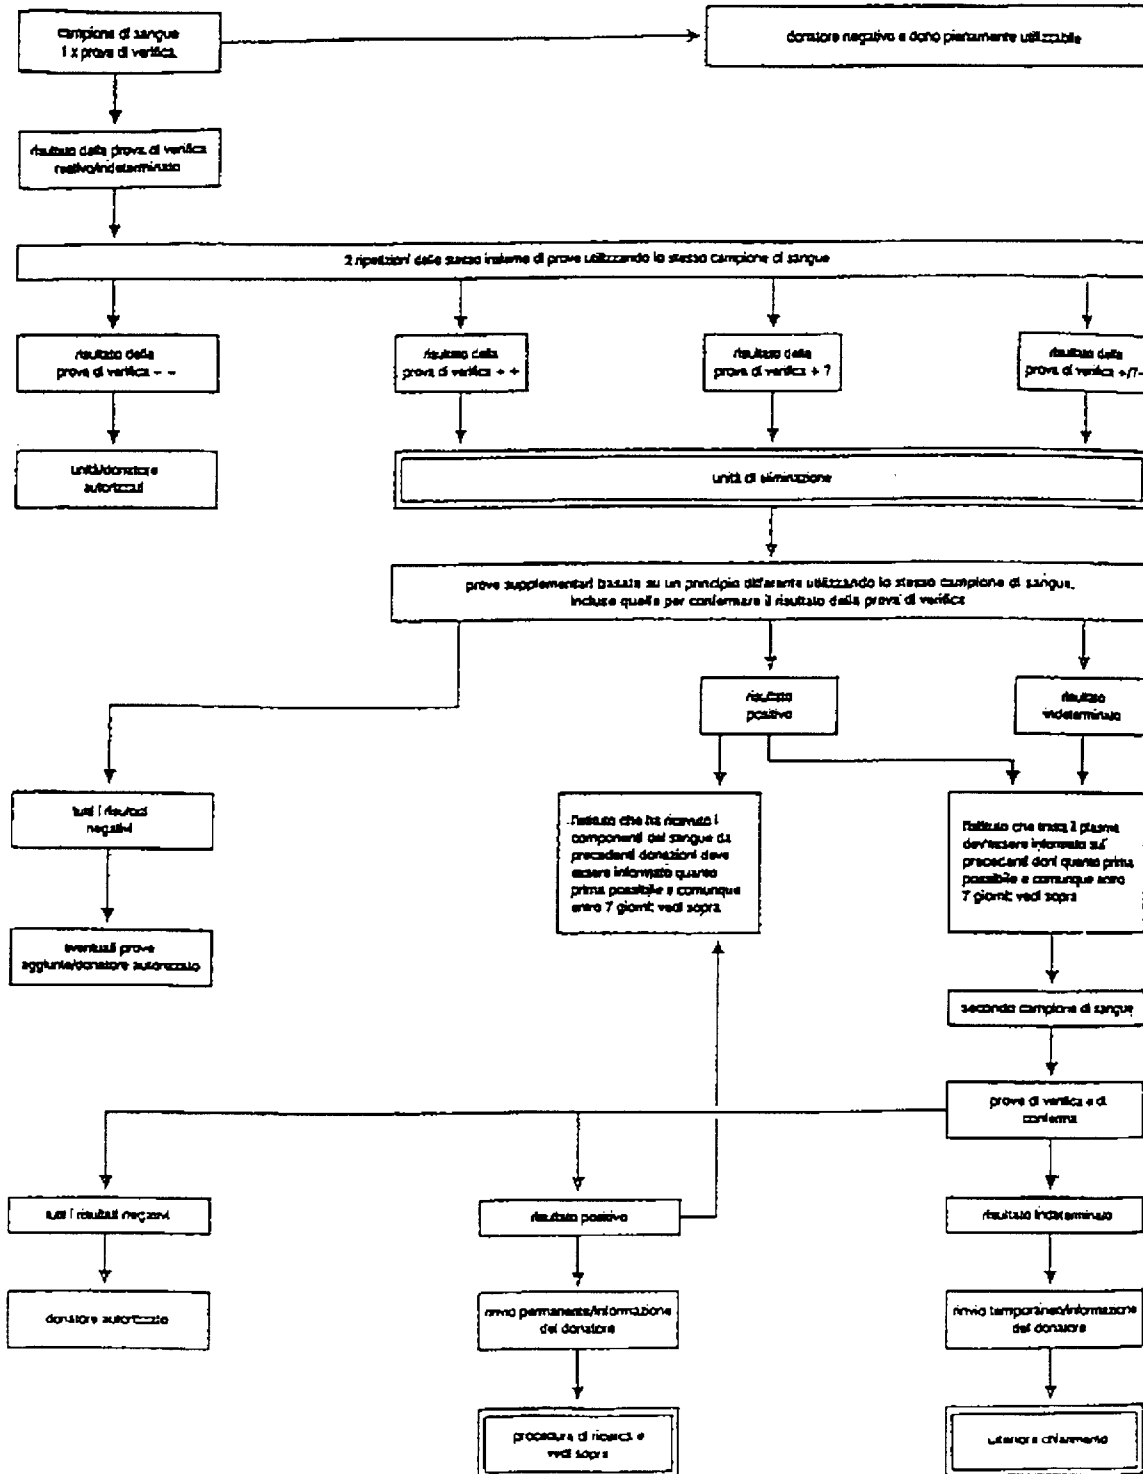 campione di sangue
1 x prova di verifica
donatore negativo e dono pienamente utilizzabile
risultato della prova di verifica
reattivo/indeterminato
2 ripetizioni dello stesso insieme di prove utilizzando lo stesso campione di sangue
risultato della
prova di verifica - -
risultato della
prova di verifica + +
risultato della
prova di verifica + ?
risultato della
prova di verifica +/?-
unità/donatore
autorizzati
unità di eliminazione
prove supplementari basate su un principio differente utilizzando lo stesso campione di sangue,
incluse quelle per confermare il risultato della prova di verifica
risultato
positivo
risultato
indeterminato
tutti i risultati
negativi
l'istituto che ha ricevuto i
componenti del sangue da
precedenti donazioni deve
essere informato quanto
prima possibile e comunque
entro 7 giorni: vedi sopra
l'istituto che tratta il plasma
dev'essere informato sui
precedenti doni quanto prima
possibile e comunque entro
7 giorni: vedi sopra
eventuali prove
aggiunte/donatore autorizzato
secondo campione di sangue
prove di verifica e di
conferma
tutti i risultati negativi
risultato positivo
risultato indeterminato
donatore autorizzato
rinvio permanente/informazione
del donatore
rinvio temporaneo/informazione
del donatore
procedura di ricerca e
vedi sopra
ulteriore chiarimento